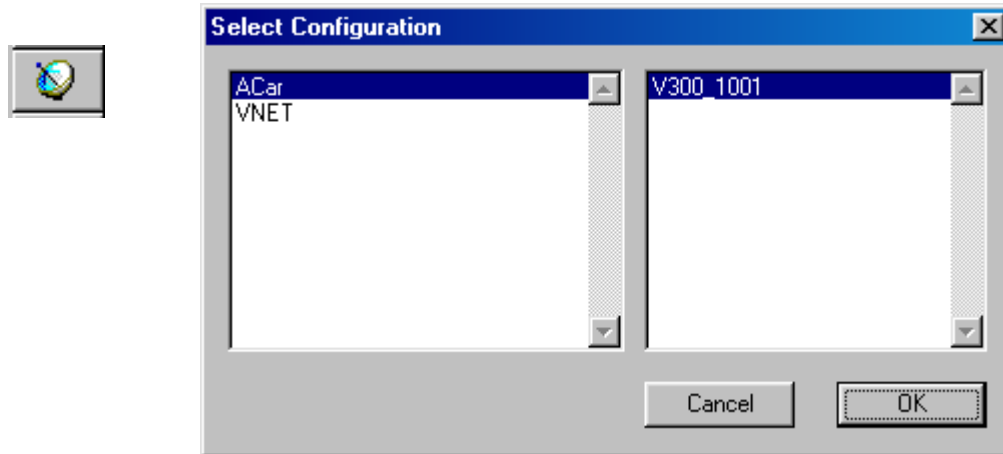 Select Configuration
ACar
VNET
V300_1001
Cancel
OK